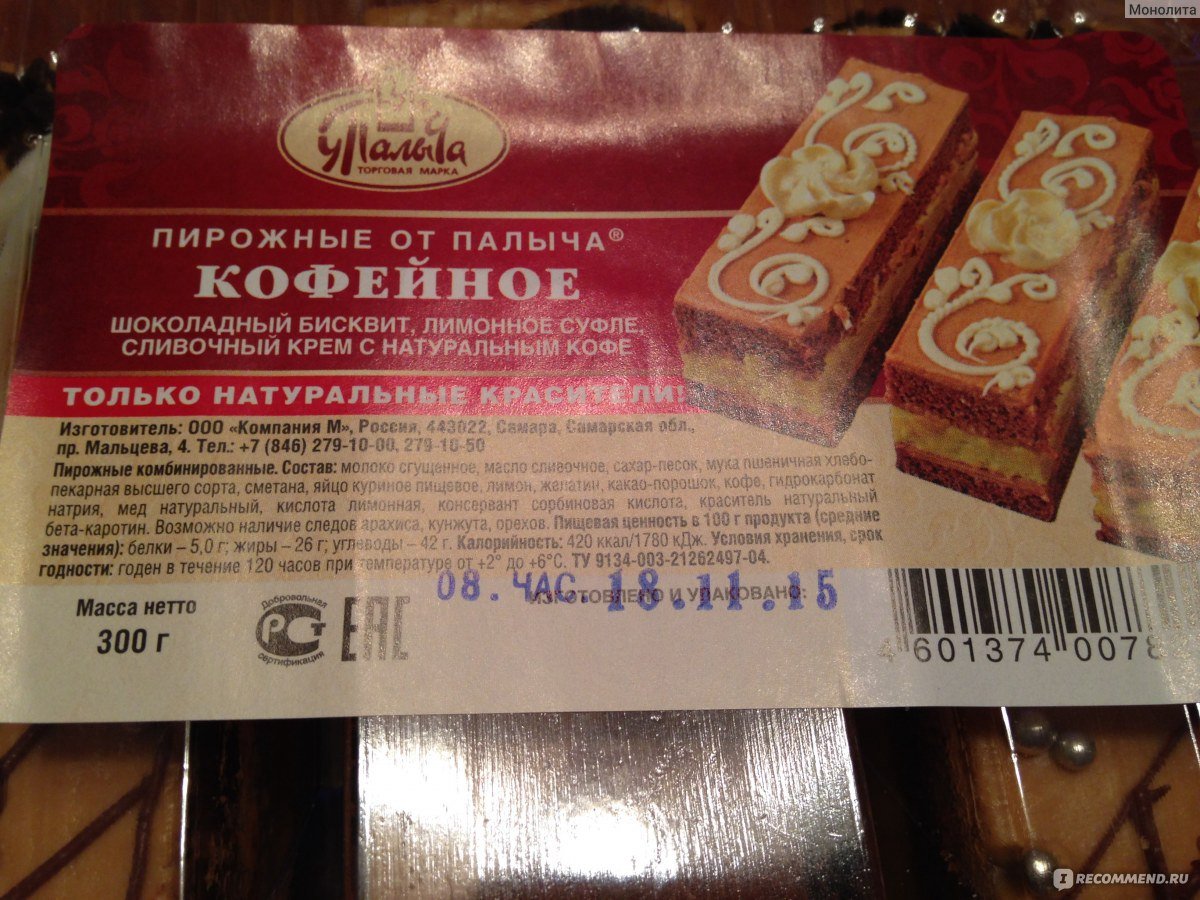 Монолита
У Палыча
ТОРГОВАЯ МАРКА
ПИРОЖНЫЕ ОТ ПАЛЫЧА®
КОФЕЙНОЕ
ШОКОЛАДНЫЙ БИСКВИТ, ЛИМОННОЕ СУФЛЕ,
СЛИВОЧНЫЙ КРЕМ С НАТУРАЛЬНЫМ КОФЕ
ТОЛЬКО НАТУРАЛЬНЫЕ КРАСИТЕЛИ!
Изготовитель: ООО «Компания М», Россия, 443022, Самара, Самарская обл.,
пр. Мальцева, 4. Тел.: +7 (846) 279-10-00, 279-10-50
Пирожные комбинированные. Состав: молоко сгущенное, масло сливочное, сахар-песок, мука пшеничная хлебо-
пекарная высшего сорта, сметана, яйцо куриное пищевое, лимон, желатин, какао-порошок, кофе, гидрокарбонат
натрия, мед натуральный, кислота лимонная, консервант сорбиновая кислота, краситель натуральный
бета-каротин. Возможно наличие следов арахиса, кунжута, орехов. Пищевая ценность в 100 г продукта (средние
значения): белки – 5,0 г; жиры – 26 г; углеводы – 42 г. Калорийность: 420 ккал/1780 кДж. Условия хранения, срок
годности: годен в течение 120 часов при температуре от +2° до +6°С. ТУ 9134-003-21262497-04.
08. ЧАС. 18.11.15
ИЗГОТОВЛЕНО И УПАКОВАНО:
Масса нетто
300 г
Добровольная
РСТ
сертификация
ЕАС
4 601374 0078
IRECOMMEND.RU